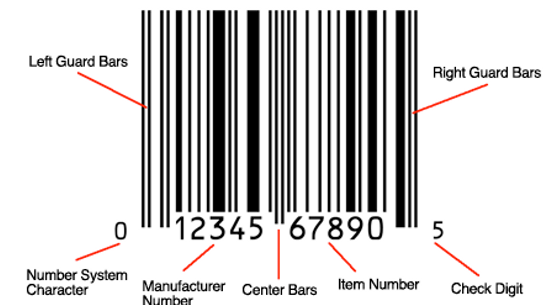 Left Guard Bars
Right Guard Bars
0 12345 67890 5
Number System
Character
Manufacturer
Number
Center Bars
Item Number
Check Digit